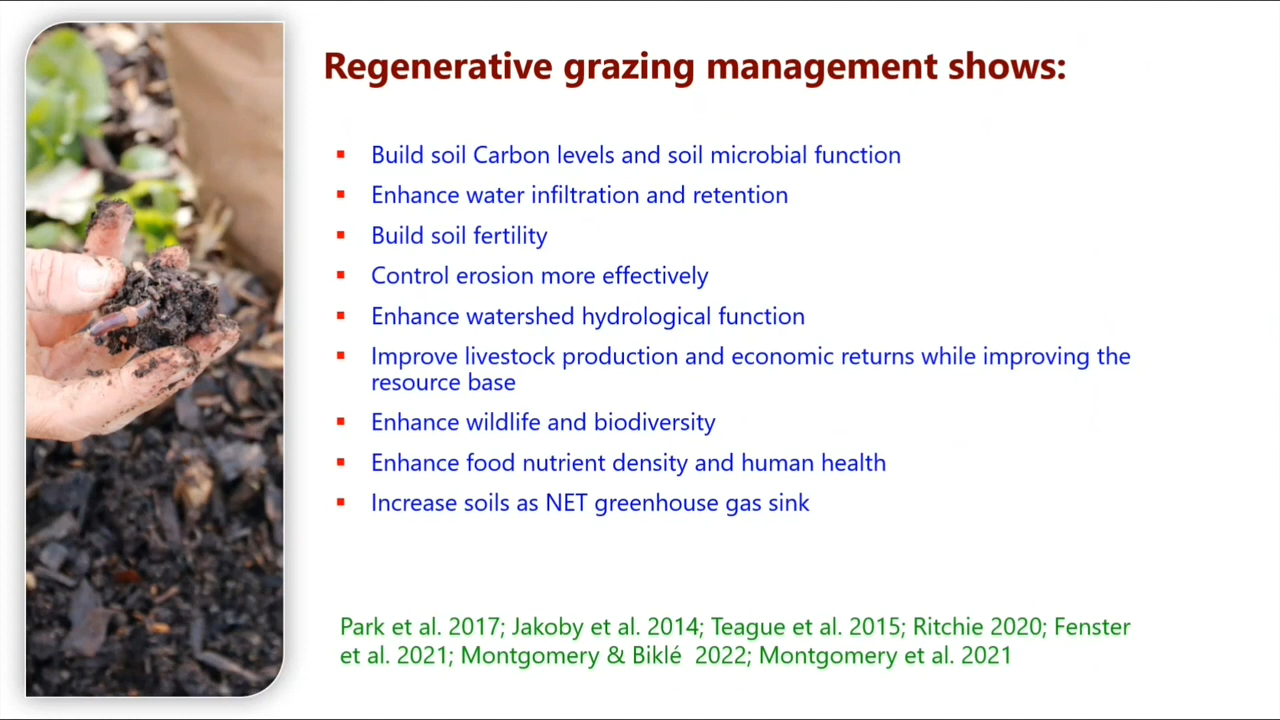 Regenerative grazing management shows:
▪ Build soil Carbon levels and soil microbial function
▪ Enhance water infiltration and retention
▪ Build soil fertility
▪ Control erosion more effectively
▪ Enhance watershed hydrological function
▪ Improve livestock production and economic returns while improving the
resource base
▪ Enhance wildlife and biodiversity
▪ Enhance food nutrient density and human health
▪ Increase soils as NET greenhouse gas sink
Park et al. 2017; Jakoby et al. 2014; Teague et al. 2015; Ritchie 2020; Fenster
et al. 2021; Montgomery & Biklé 2022; Montgomery et al. 2021